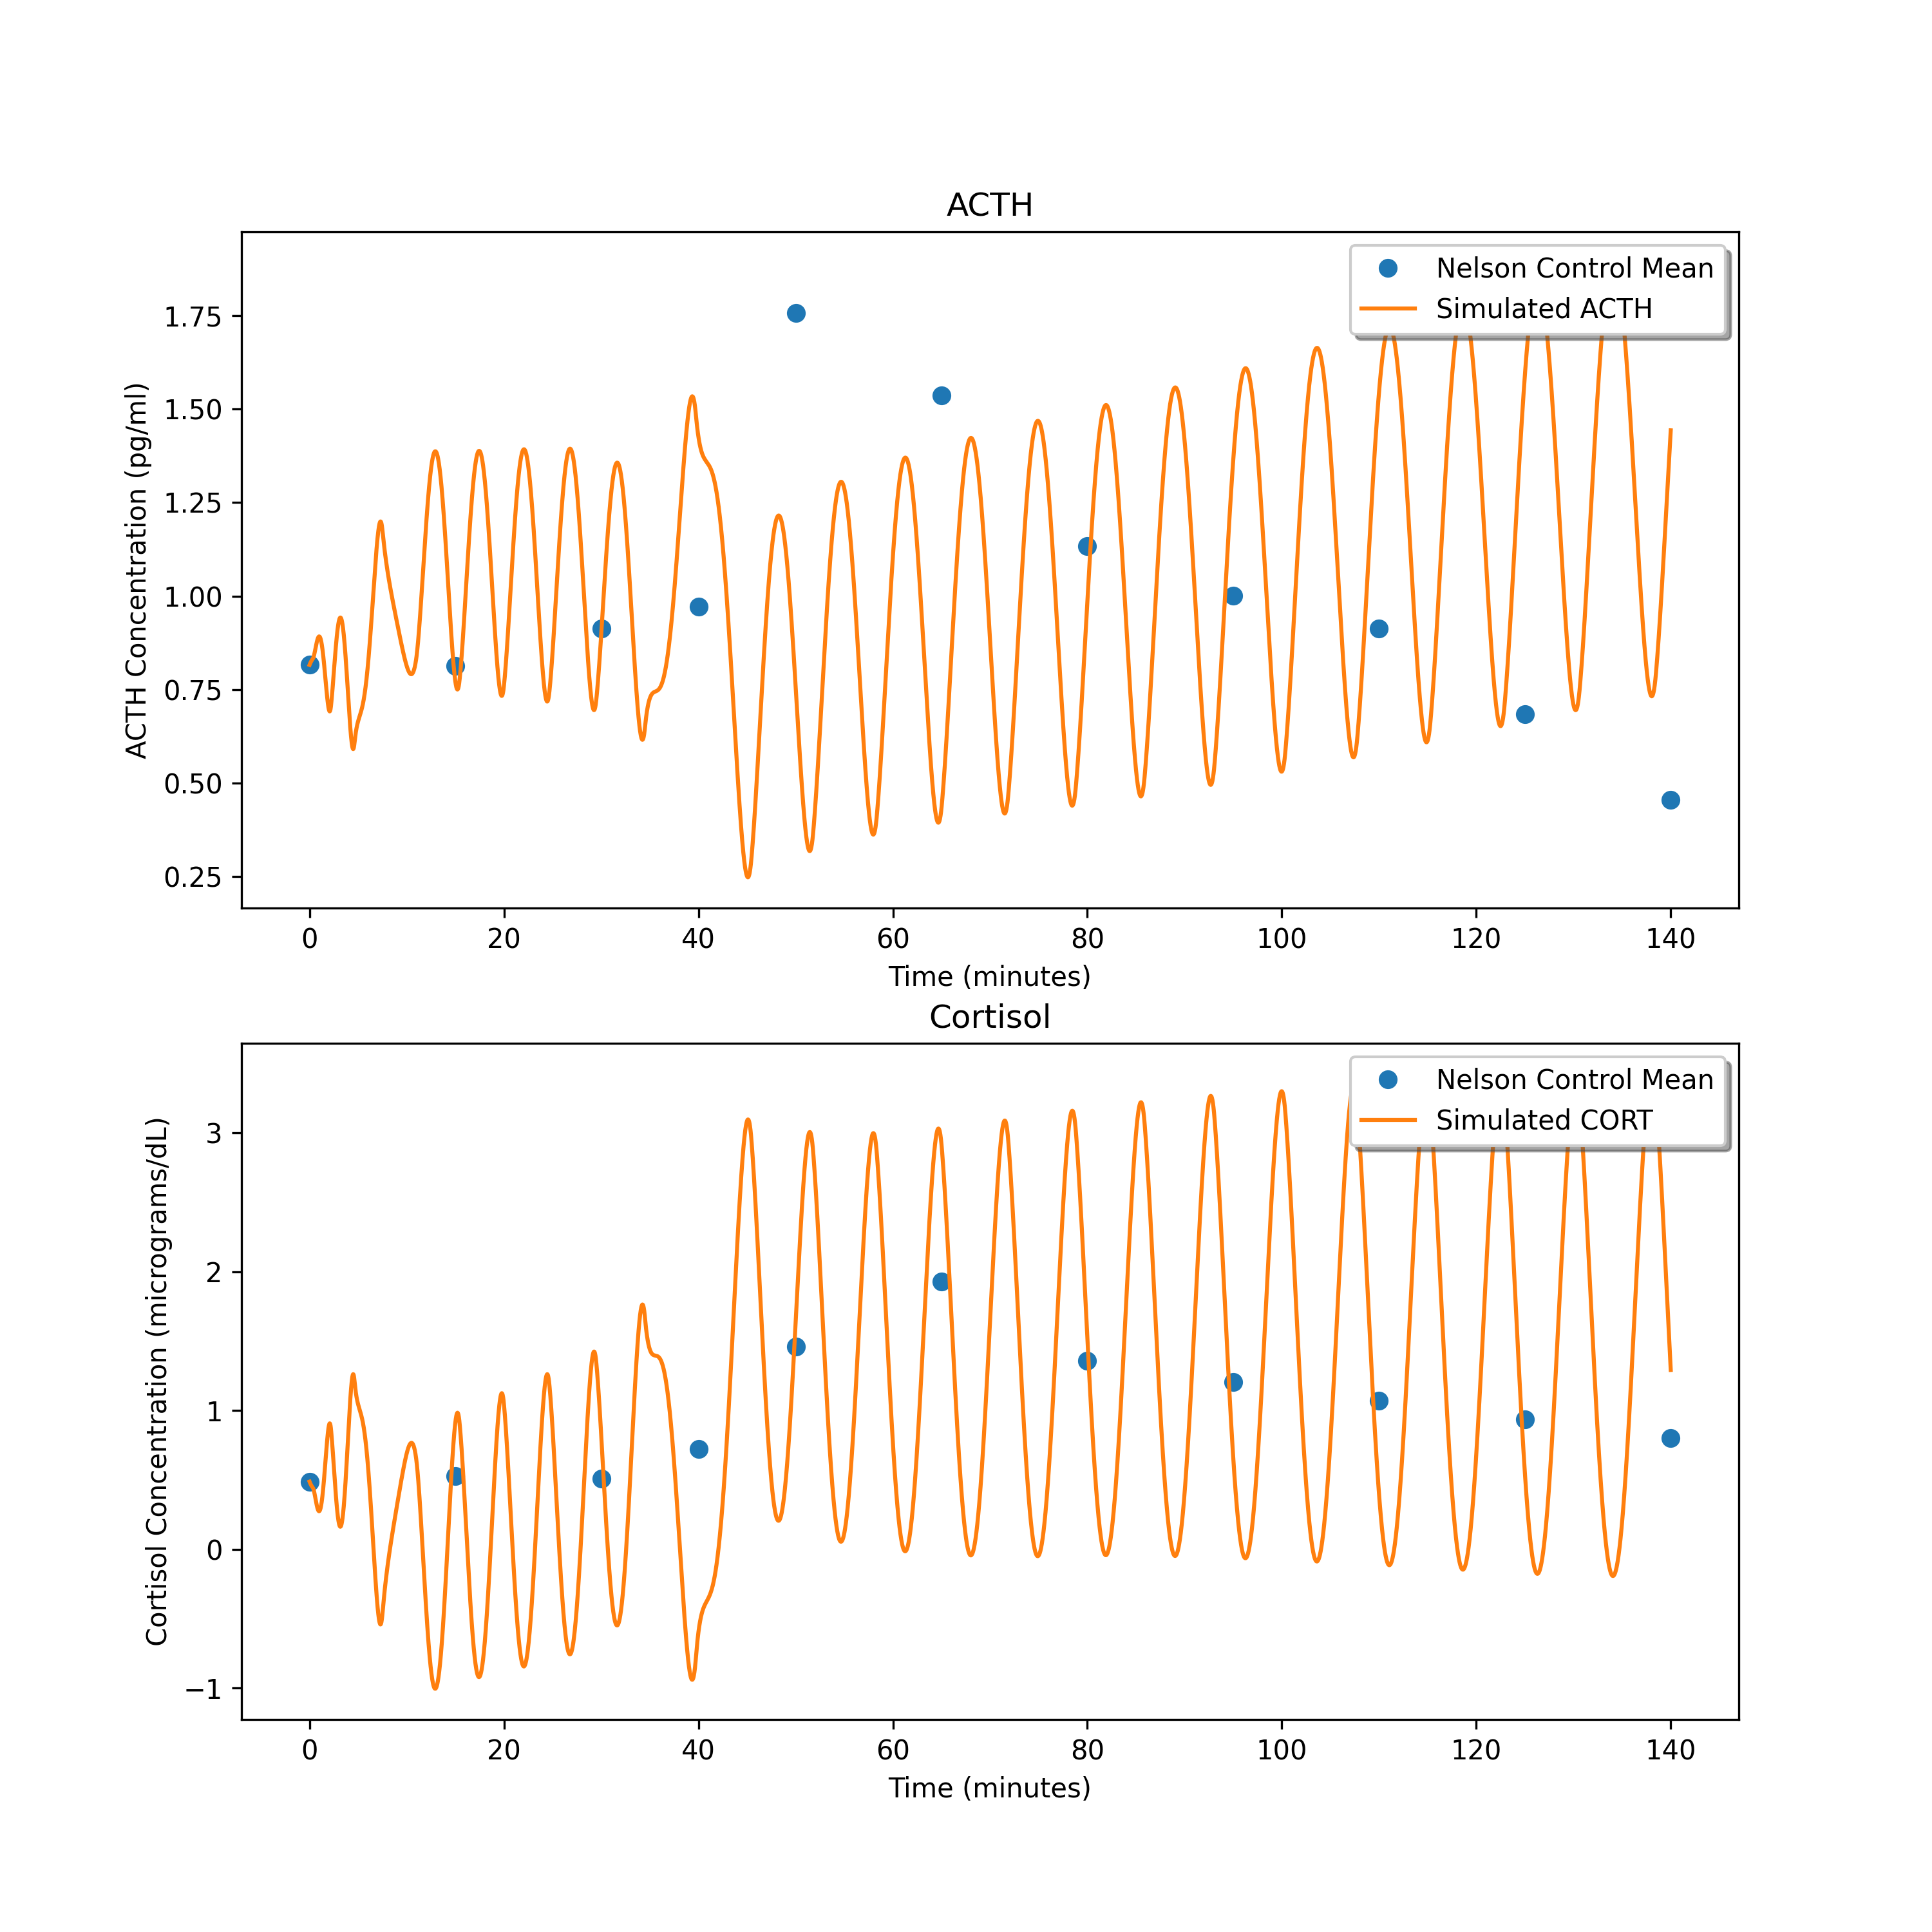 ACTH
Nelson Control Mean
Simulated ACTH
ACTH Concentration (pg/ml)
1.75
1.50
1.25
1.00
0.75
0.50
0.25
0 20 40 60 80 100 120 140
Time (minutes)
Cortisol
Nelson Control Mean
Simulated CORT
Cortisol Concentration (micrograms/dL)
3
2
1
0
−1
0 20 40 60 80 100 120 140
Time (minutes)